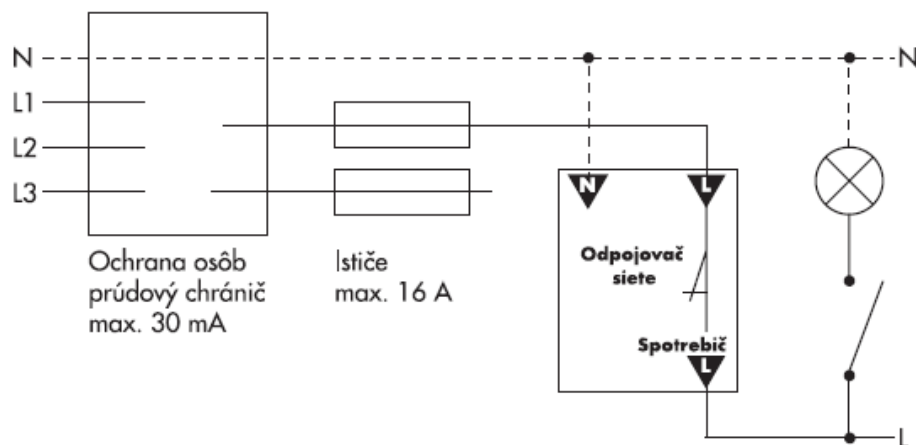 N
N
L1
L2
L3
N
L
Ochrana osôb
prúdový chránič
max. 30 mA
Ističe
max. 16 A
Odpojovač
siete
Spotrebič
L
L